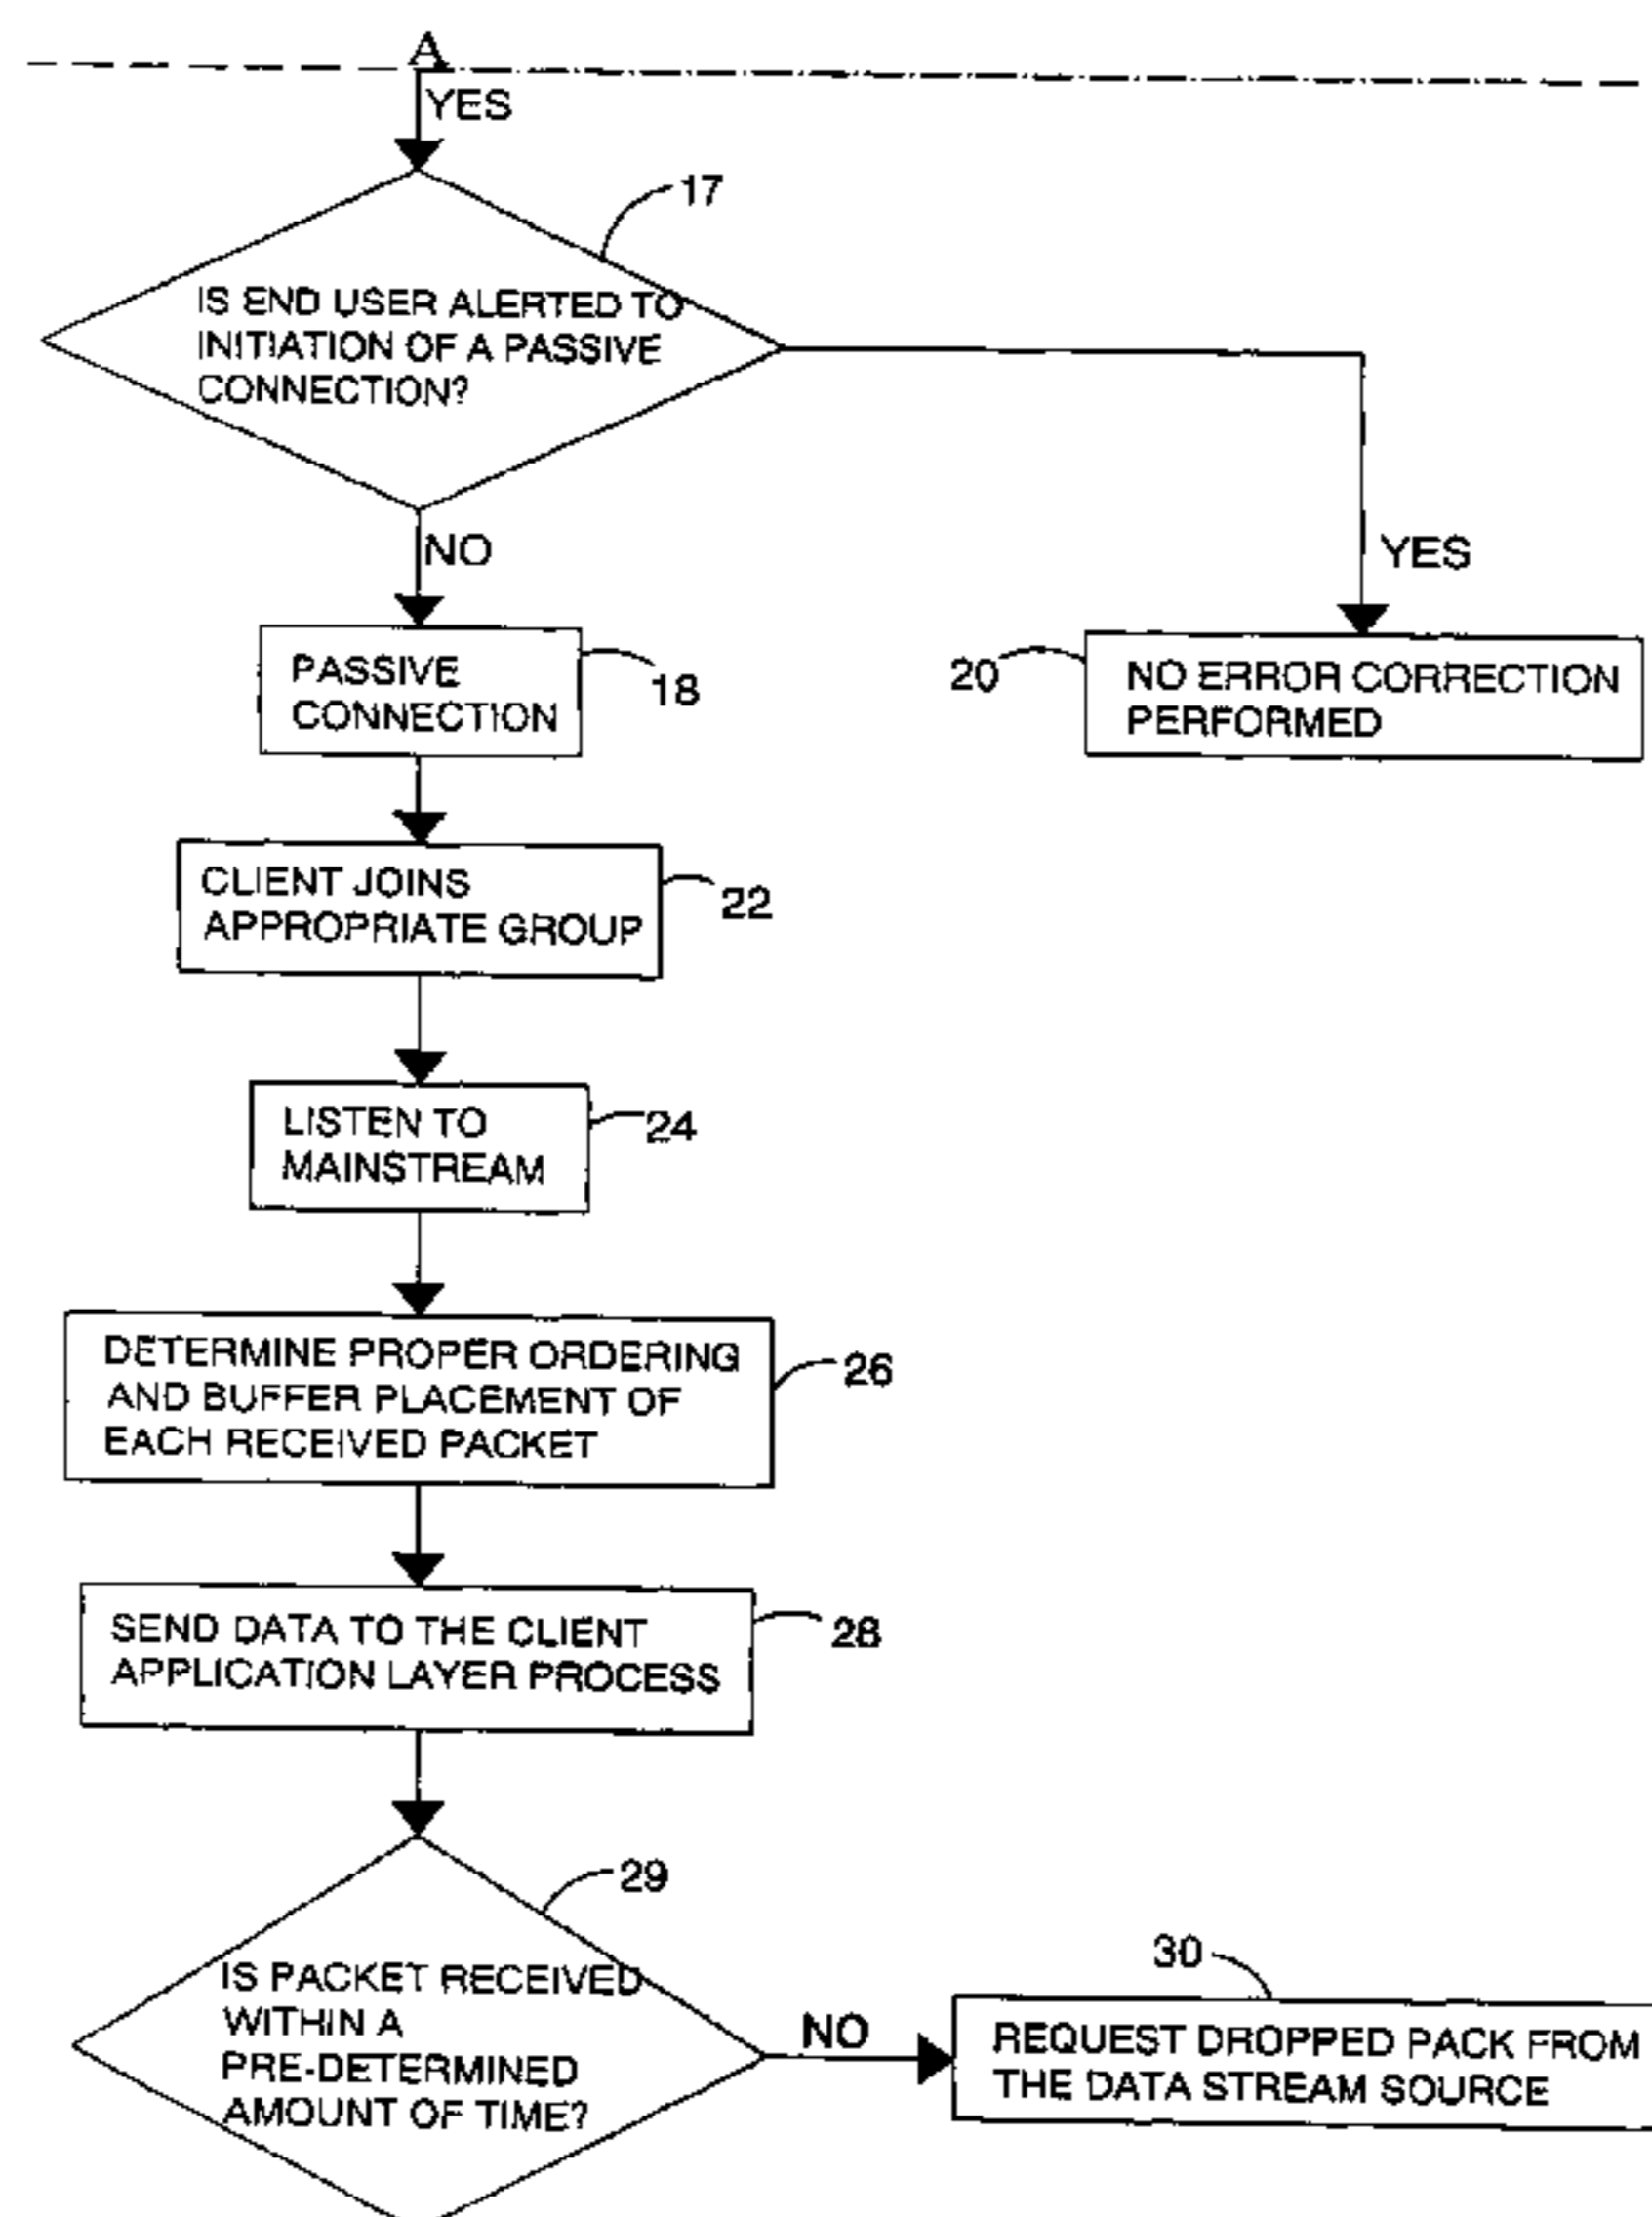 A
YES
17
IS END USER ALERTED TO
INITIATION OF A PASSIVE
CONNECTION?
NO
YES
PASSIVE
CONNECTION
18
20
NO ERROR CORRECTION
PERFORMED
CLIENT JOINS
APPROPRIATE GROUP
22
LISTEN TO
MAINSTREAM
24
DETERMINE PROPER ORDERING
AND BUFFER PLACEMENT OF
EACH RECEIVED PACKET
26
SEND DATA TO THE CLIENT
APPLICATION LAYER PROCESS
28
29
IS PACKET RECEIVED
WITHIN A
PRE-DETERMINED
AMOUNT OF TIME?
NO
30
REQUEST DROPPED PACK FROM
THE DATA STREAM SOURCE